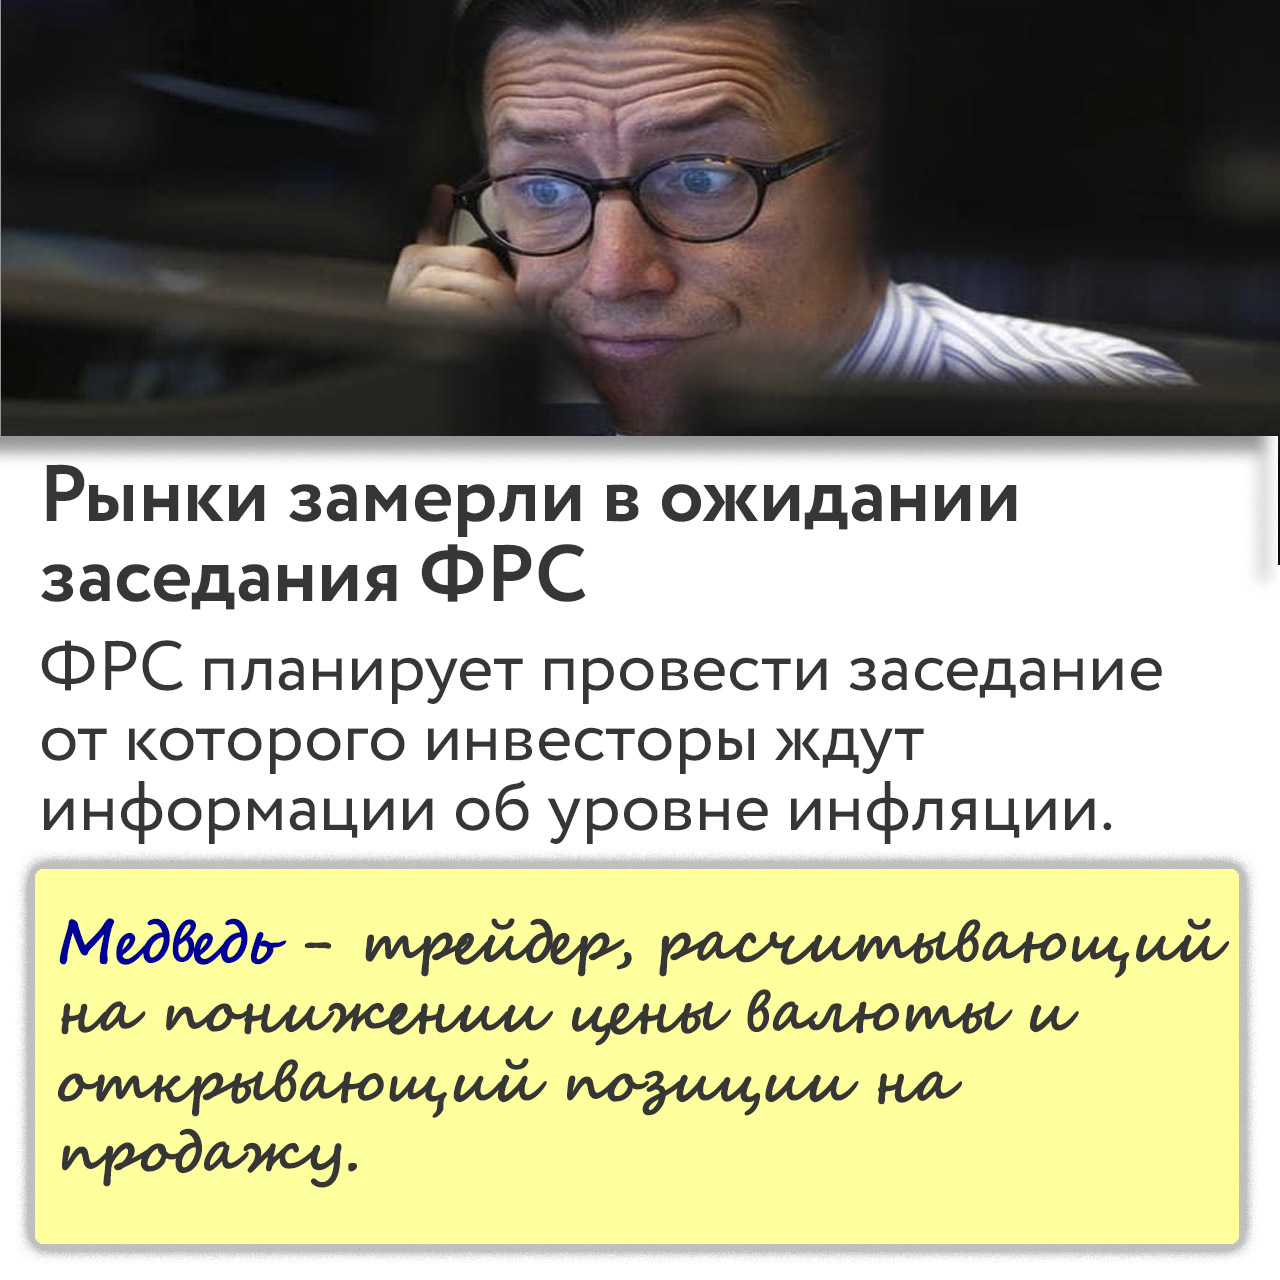 Рынки замерли в ожидании
заседания ФРС
ФРС планирует провести заседание
от которого инвесторы ждут
информации об уровне инфляции.
Медведь – трейдер, расчитывающий
на понижении цены валюты и
открывающий позиции на
продажу.